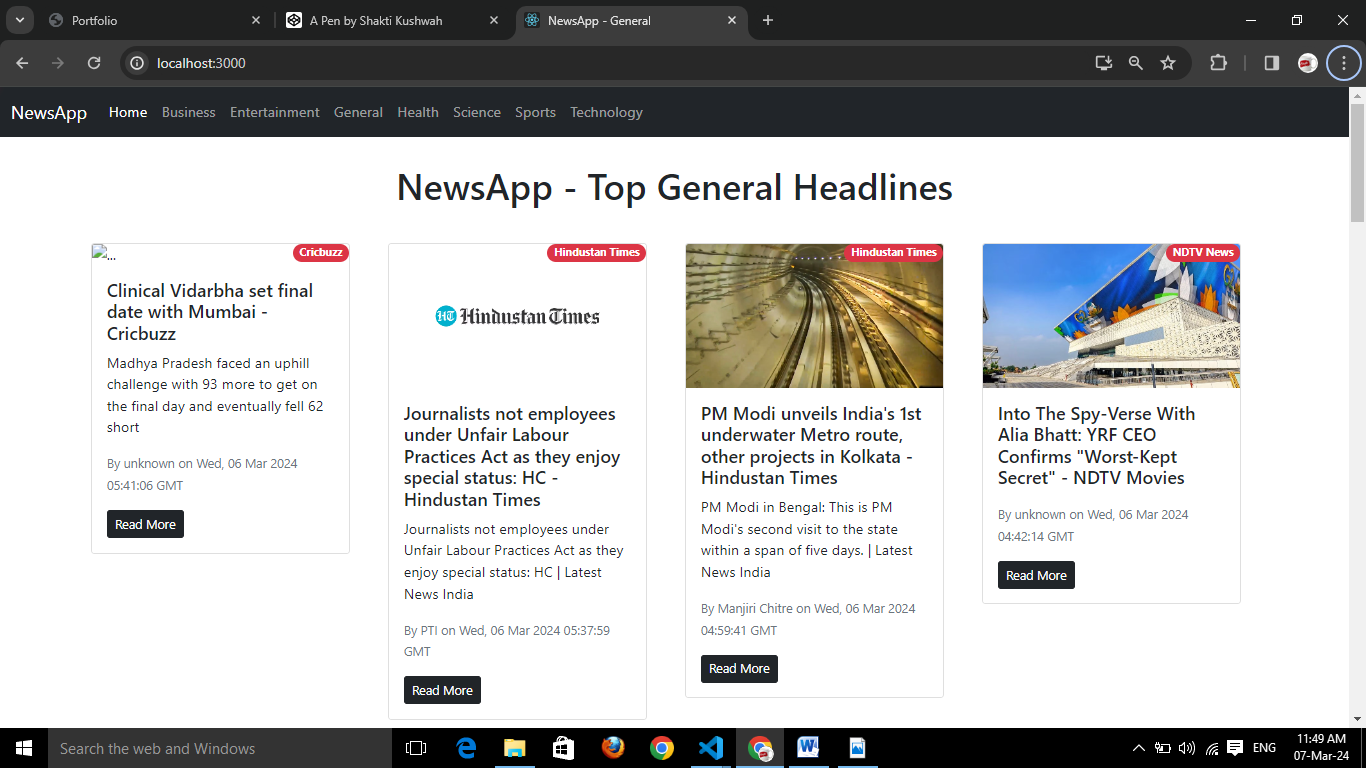 Portfolio
A Pen by Shakti Kushwah
NewsApp - General
localhost:3000
NewsApp
Home
Business
Entertainment
General
Health
Science
Sports
Technology
NewsApp - Top General Headlines
...
Cricbuzz
Clinical Vidarbha set final
date with Mumbai -
Cricbuzz
Madhya Pradesh faced an uphill
challenge with 93 more to get on
the final day and eventually fell 62
short
By unknown on Wed, 06 Mar 2024
05:41:06 GMT
Read More
Hindustan Times
HT Hindustan Times
Journalists not employees
under Unfair Labour
Practices Act as they enjoy
special status: HC -
Hindustan Times
Journalists not employees under
Unfair Labour Practices Act as they
enjoy special status: HC | Latest
News India
By PTI on Wed, 06 Mar 2024 05:37:59
GMT
Read More
Hindustan Times
PM Modi unveils India's 1st
underwater Metro route,
other projects in Kolkata -
Hindustan Times
PM Modi in Bengal: This is PM
Modi's second visit to the state
within a span of five days. | Latest
News India
By Manjiri Chitre on Wed, 06 Mar 2024
04:59:41 GMT
Read More
NDTV News
Into The Spy-Verse With
Alia Bhatt: YRF CEO
Confirms "Worst-Kept
Secret" - NDTV Movies
By unknown on Wed, 06 Mar 2024
04:42:14 GMT
Read More
Search the web and Windows
ENG
11:49 AM
07-Mar-24